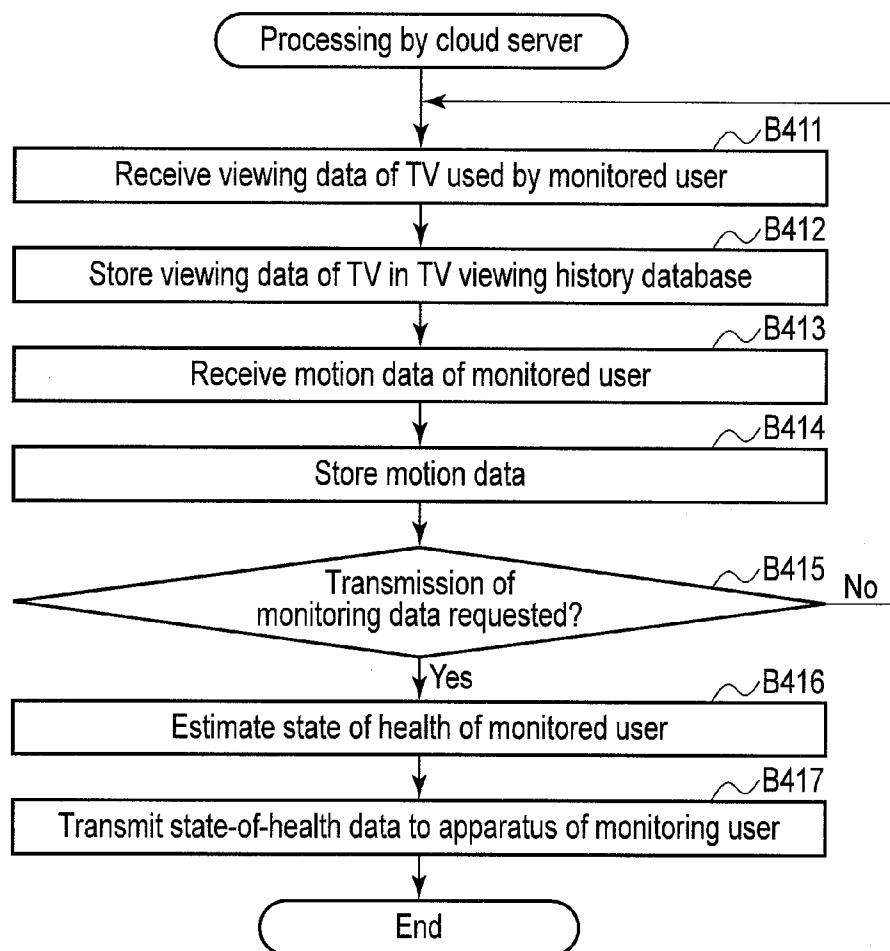 Processing by cloud server
B411
Receive viewing data of TV used by monitored user
B412
Store viewing data of TV in TV viewing history database
B413
Receive motion data of monitored user
B414
Store motion data
B415
Transmission of
monitoring data requested?
No
Yes
B416
Estimate state of health of monitored user
B417
Transmit state-of-health data to apparatus of monitoring user
End